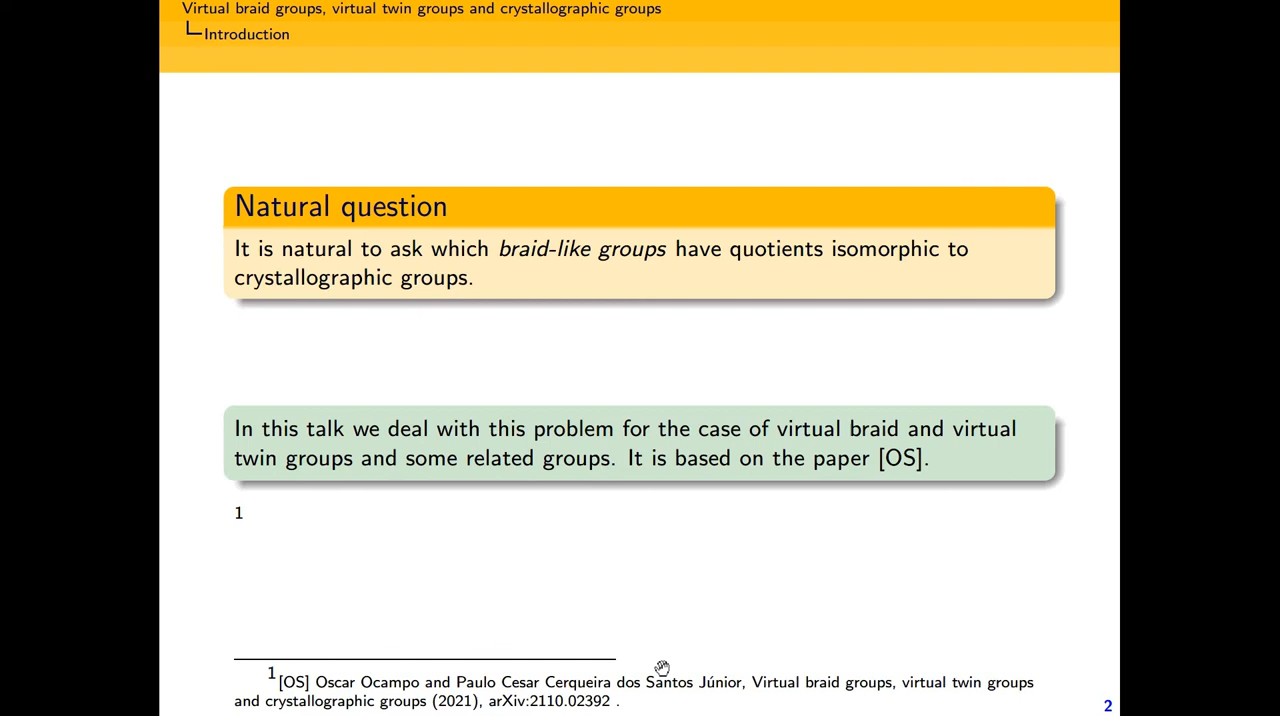 Virtual braid groups, virtual twin groups and crystallographic groups
Introduction
Natural question
It is natural to ask which braid-like groups have quotients isomorphic to
crystallographic groups.
In this talk we deal with this problem for the case of virtual braid and virtual
twin groups and some related groups. It is based on the paper [OS].
1
1[OS] Oscar Ocampo and Paulo Cesar Cerqueira dos Santos Júnior, Virtual braid groups, virtual twin groups
and crystallographic groups (2021), arXiv:2110.02392 .
2